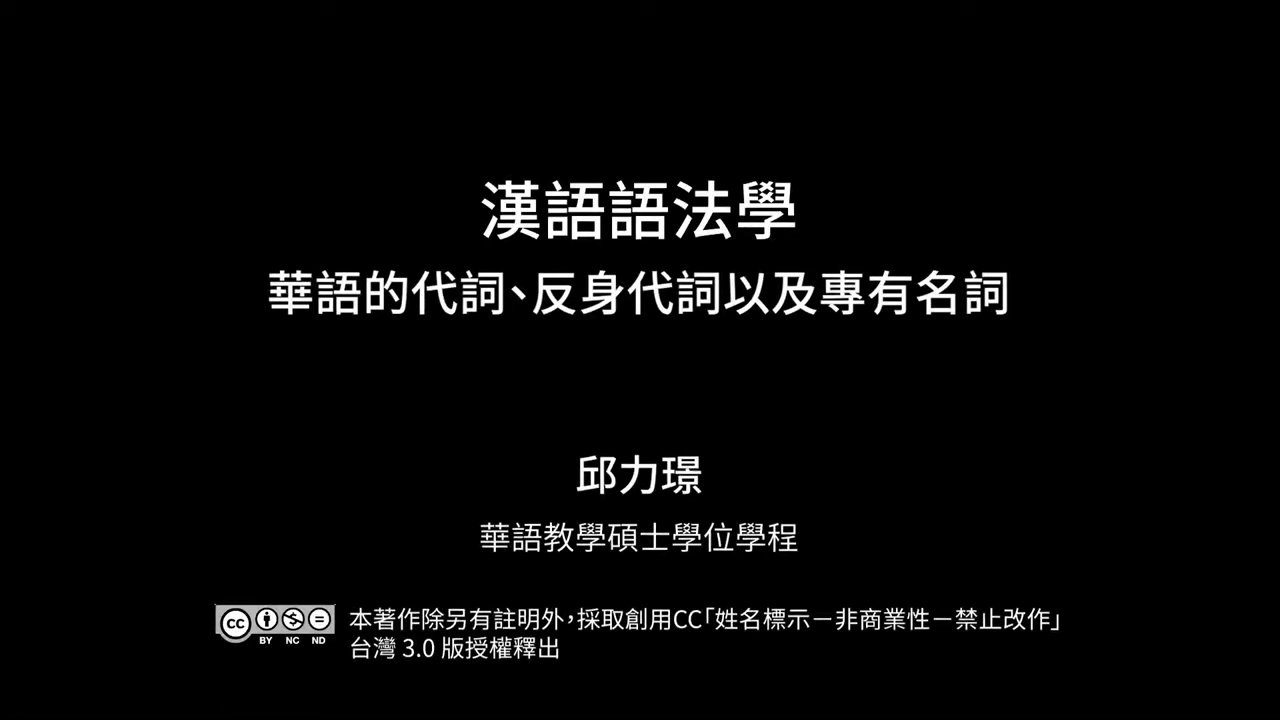 漢語語法學
華語的代詞、反身代詞以及專有名詞
邱力璟
華語教學碩士學位學程
cc BY NC ND
本著作除另有註明外，採取創用CC「姓名標示－非商業性－禁止改作」
台灣 3.0 版授權釋出